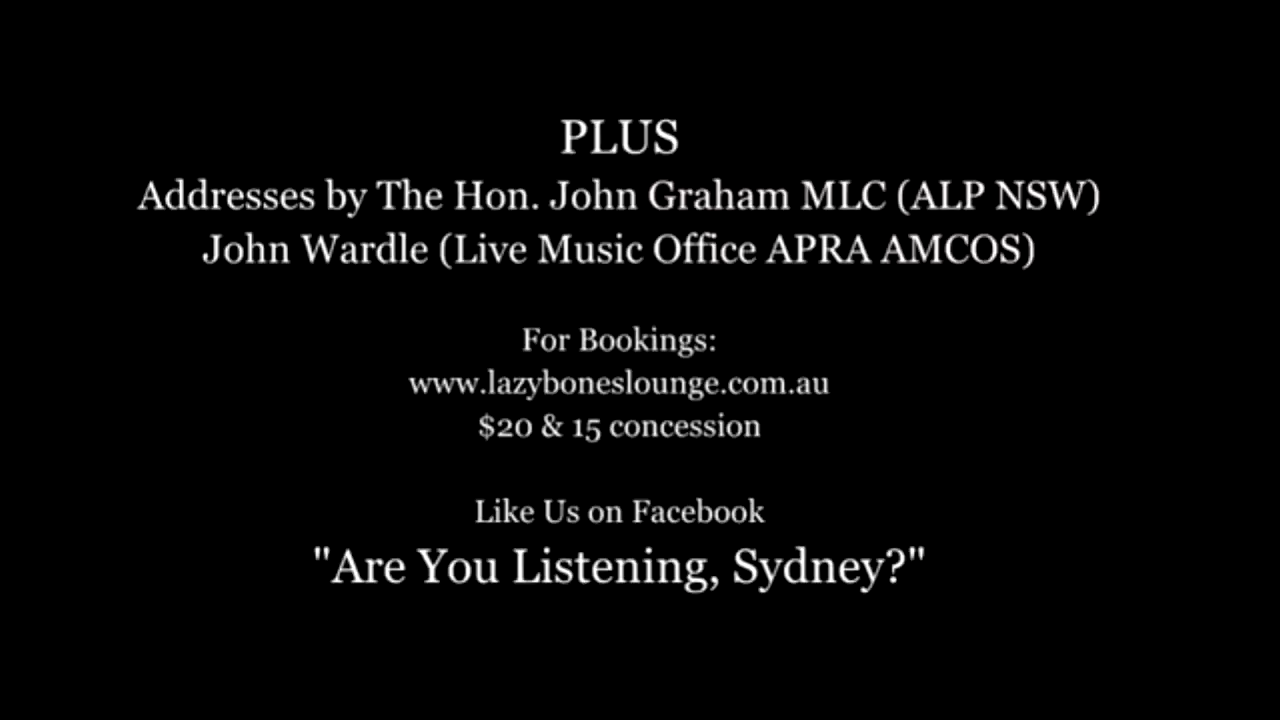 PLUS
Addresses by The Hon. John Graham MLC (ALP NSW)
John Wardle (Live Music Office APRA AMCOS)
For Bookings:
www.lazyboneslounge.com.au
$20 & 15 concession
Like Us on Facebook
"Are You Listening, Sydney?"